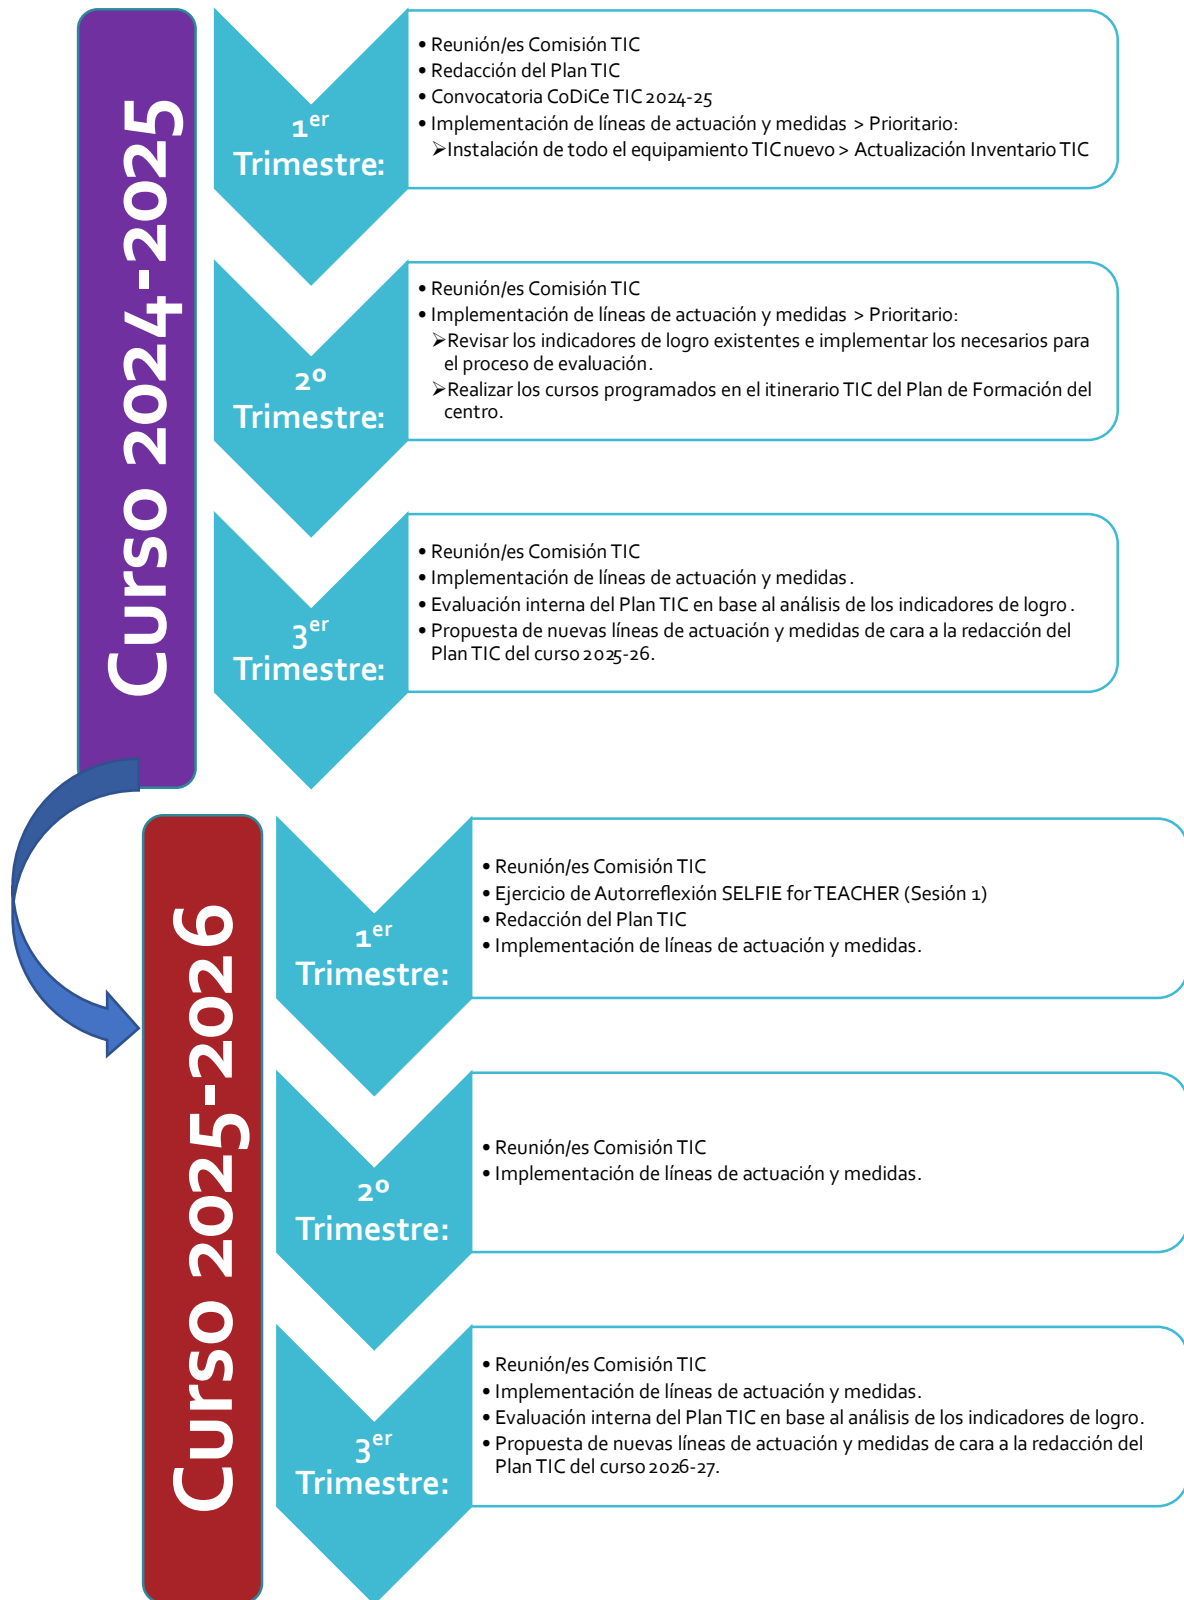 Curso 2024-2025
1er
Trimestre:
• Reunión/es Comisión TIC
• Redacción del Plan TIC
• Convocatoria CoDiCe TIC 2024-25
• Implementación de líneas de actuación y medidas > Prioritario:
➢Instalación de todo el equipamiento TIC nuevo > Actualización Inventario TIC
2º
Trimestre:
• Reunión/es Comisión TIC
• Implementación de líneas de actuación y medidas > Prioritario:
➢Revisar los indicadores de logro existentes e implementar los necesarios para
el proceso de evaluación.
➢Realizar los cursos programados en el itinerario TIC del Plan de Formación del
centro.
3er
Trimestre:
• Reunión/es Comisión TIC
• Implementación de líneas de actuación y medidas.
• Evaluación interna del Plan TIC en base al análisis de los indicadores de logro.
• Propuesta de nuevas líneas de actuación y medidas de cara a la redacción del
Plan TIC del curso 2025-26.
Curso 2025-2026
1er
Trimestre:
• Reunión/es Comisión TIC
• Ejercicio de Autorreflexión SELFIE for TEACHER (Sesión 1)
• Redacción del Plan TIC
• Implementación de líneas de actuación y medidas.
2º
Trimestre:
• Reunión/es Comisión TIC
• Implementación de líneas de actuación y medidas.
3er
Trimestre:
• Reunión/es Comisión TIC
• Implementación de líneas de actuación y medidas.
• Evaluación interna del Plan TIC en base al análisis de los indicadores de logro.
• Propuesta de nuevas líneas de actuación y medidas de cara a la redacción del
Plan TIC del curso 2026-27.